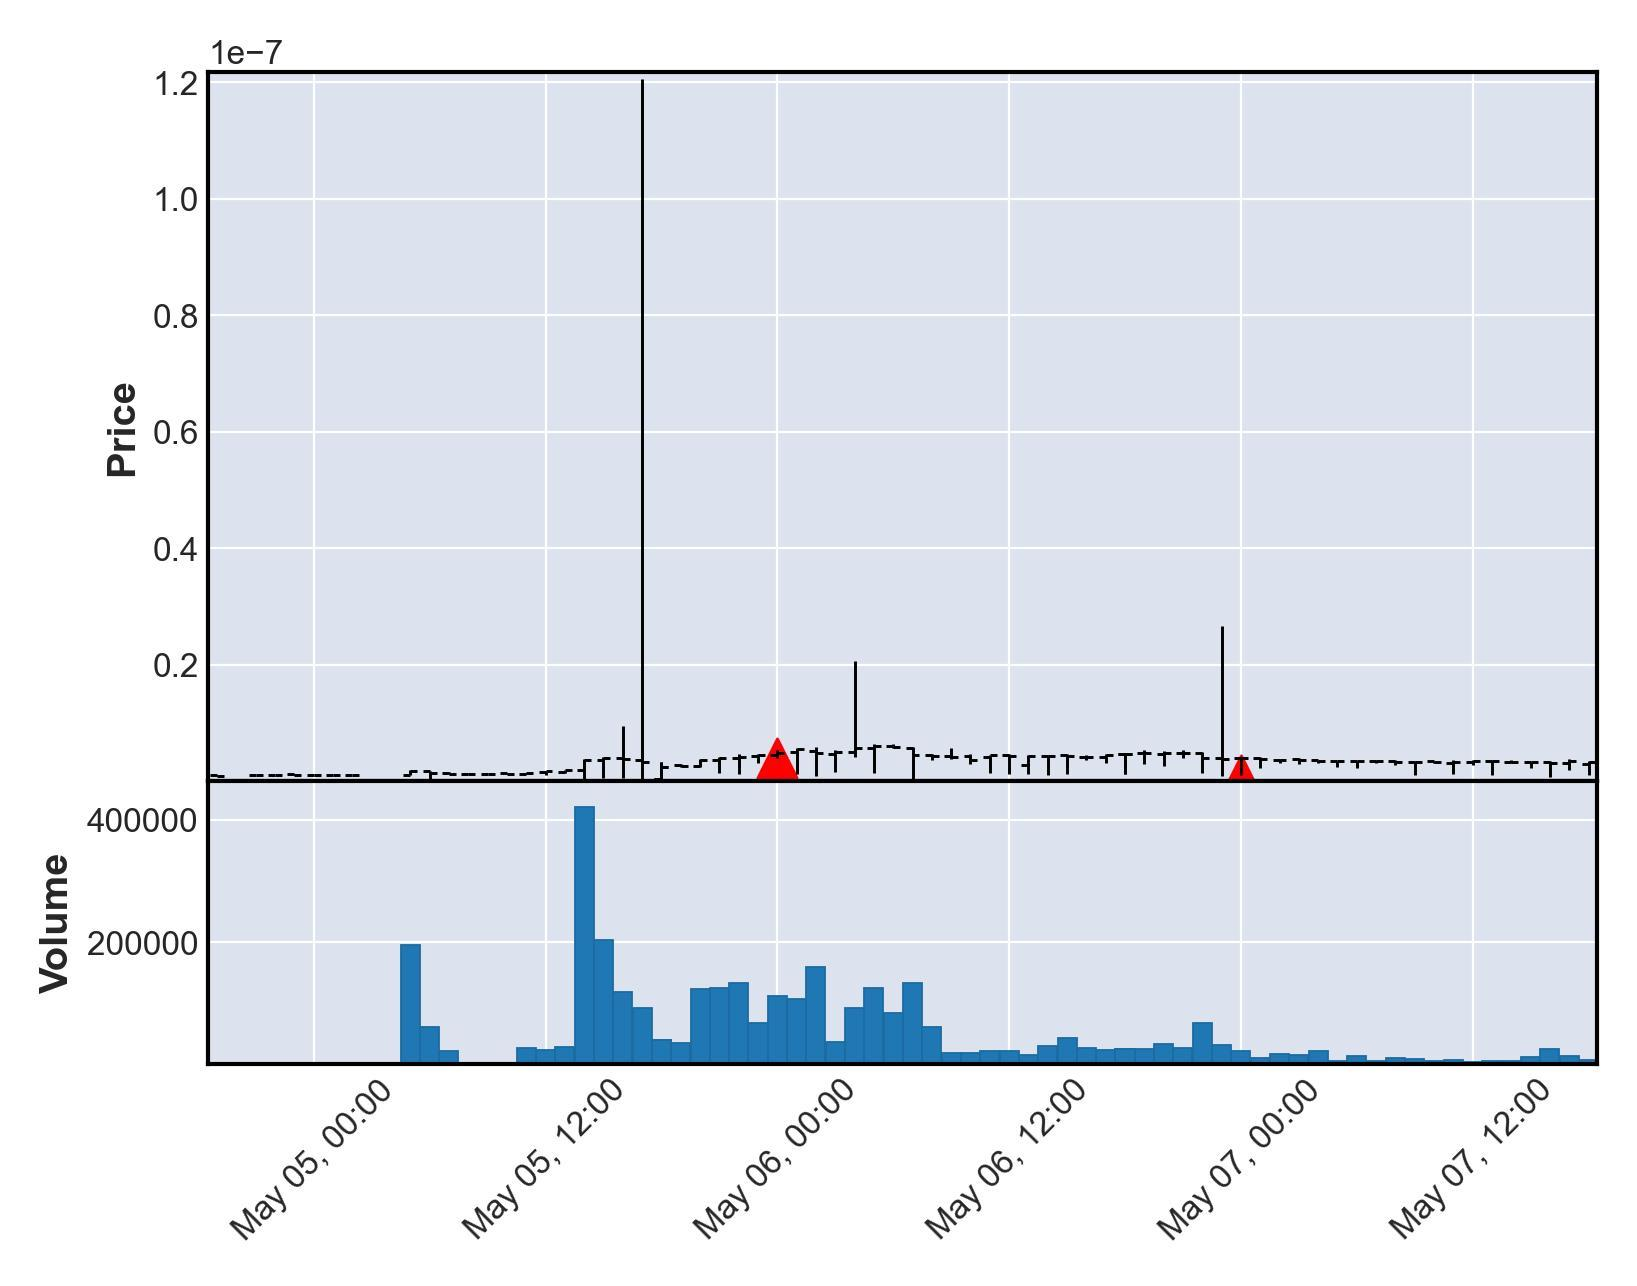 1e−7
1.2
1.0
0.8
0.6
0.4
0.2
Price
400000
200000
Volume
May 05, 00:00
May 05, 12:00
May 06, 00:00
May 06, 12:00
May 07, 00:00
May 07, 12:00